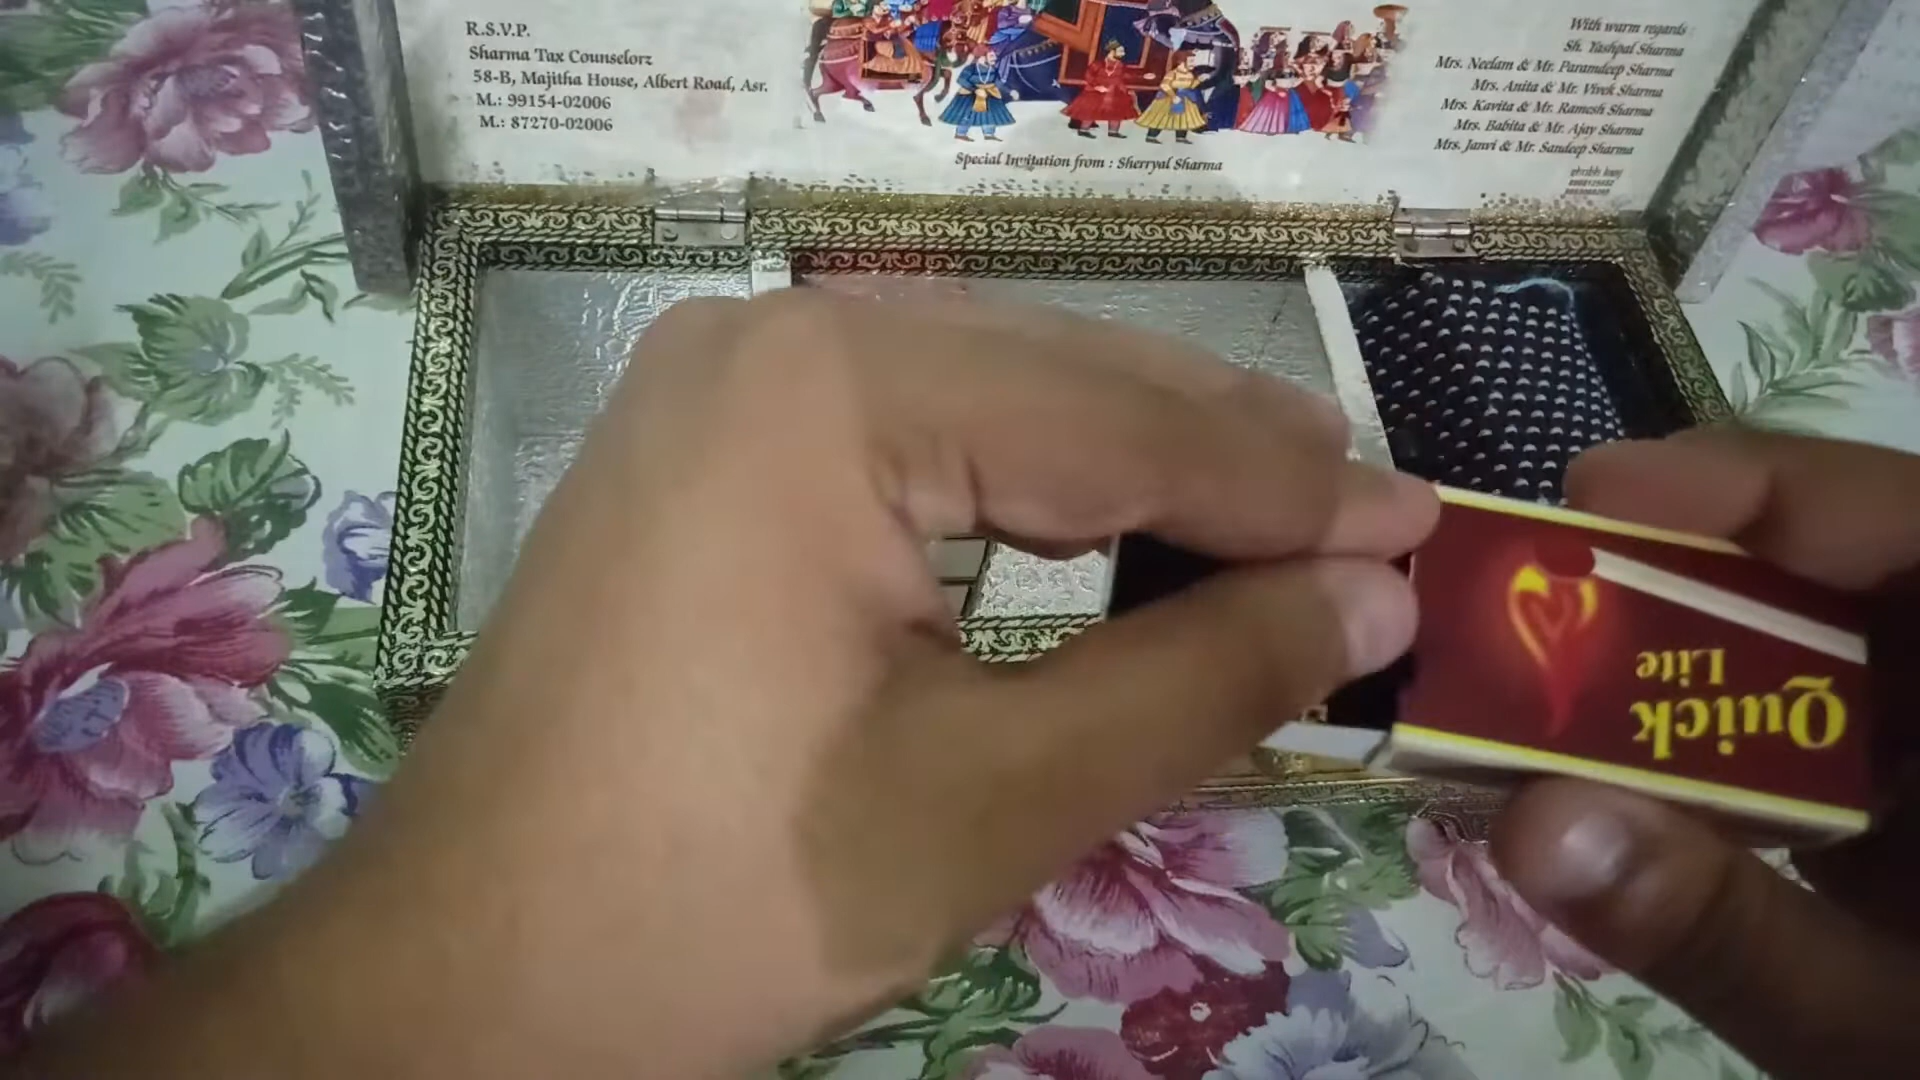 R.S.V.P.
Sharma Tax Counselorz
58-B, Majitha House, Albert Road, Asr.
M.: 99154-02006
M.: 87270-02006
Special Invitation from : Sherryal Sharma
With warm regards :
Sh. Yashpal Sharma
Mrs. Neelam & Mr. Paramdeep Sharma
Mrs. Anita & Mr. Vivek Sharma
Mrs. Kavita & Mr. Ramesh Sharma
Mrs. Babita & Mr. Ajay Sharma
Mrs. Janvi & Mr. Sandeep Sharma
Quick
Lite